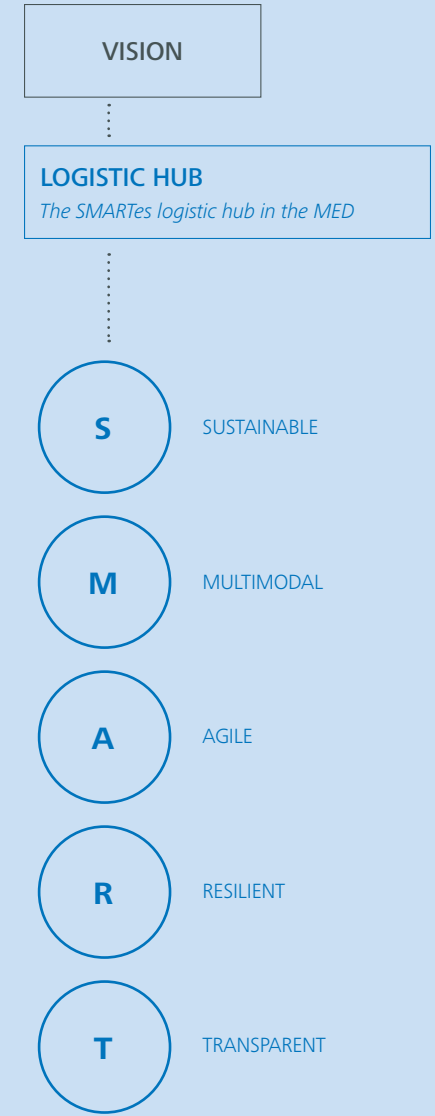 VISION
LOGISTIC HUB
The SMARTes logistic hub in the MED
S SUSTAINABLE
M MULTIMODAL
A AGILE
R RESILIENT
T TRANSPARENT